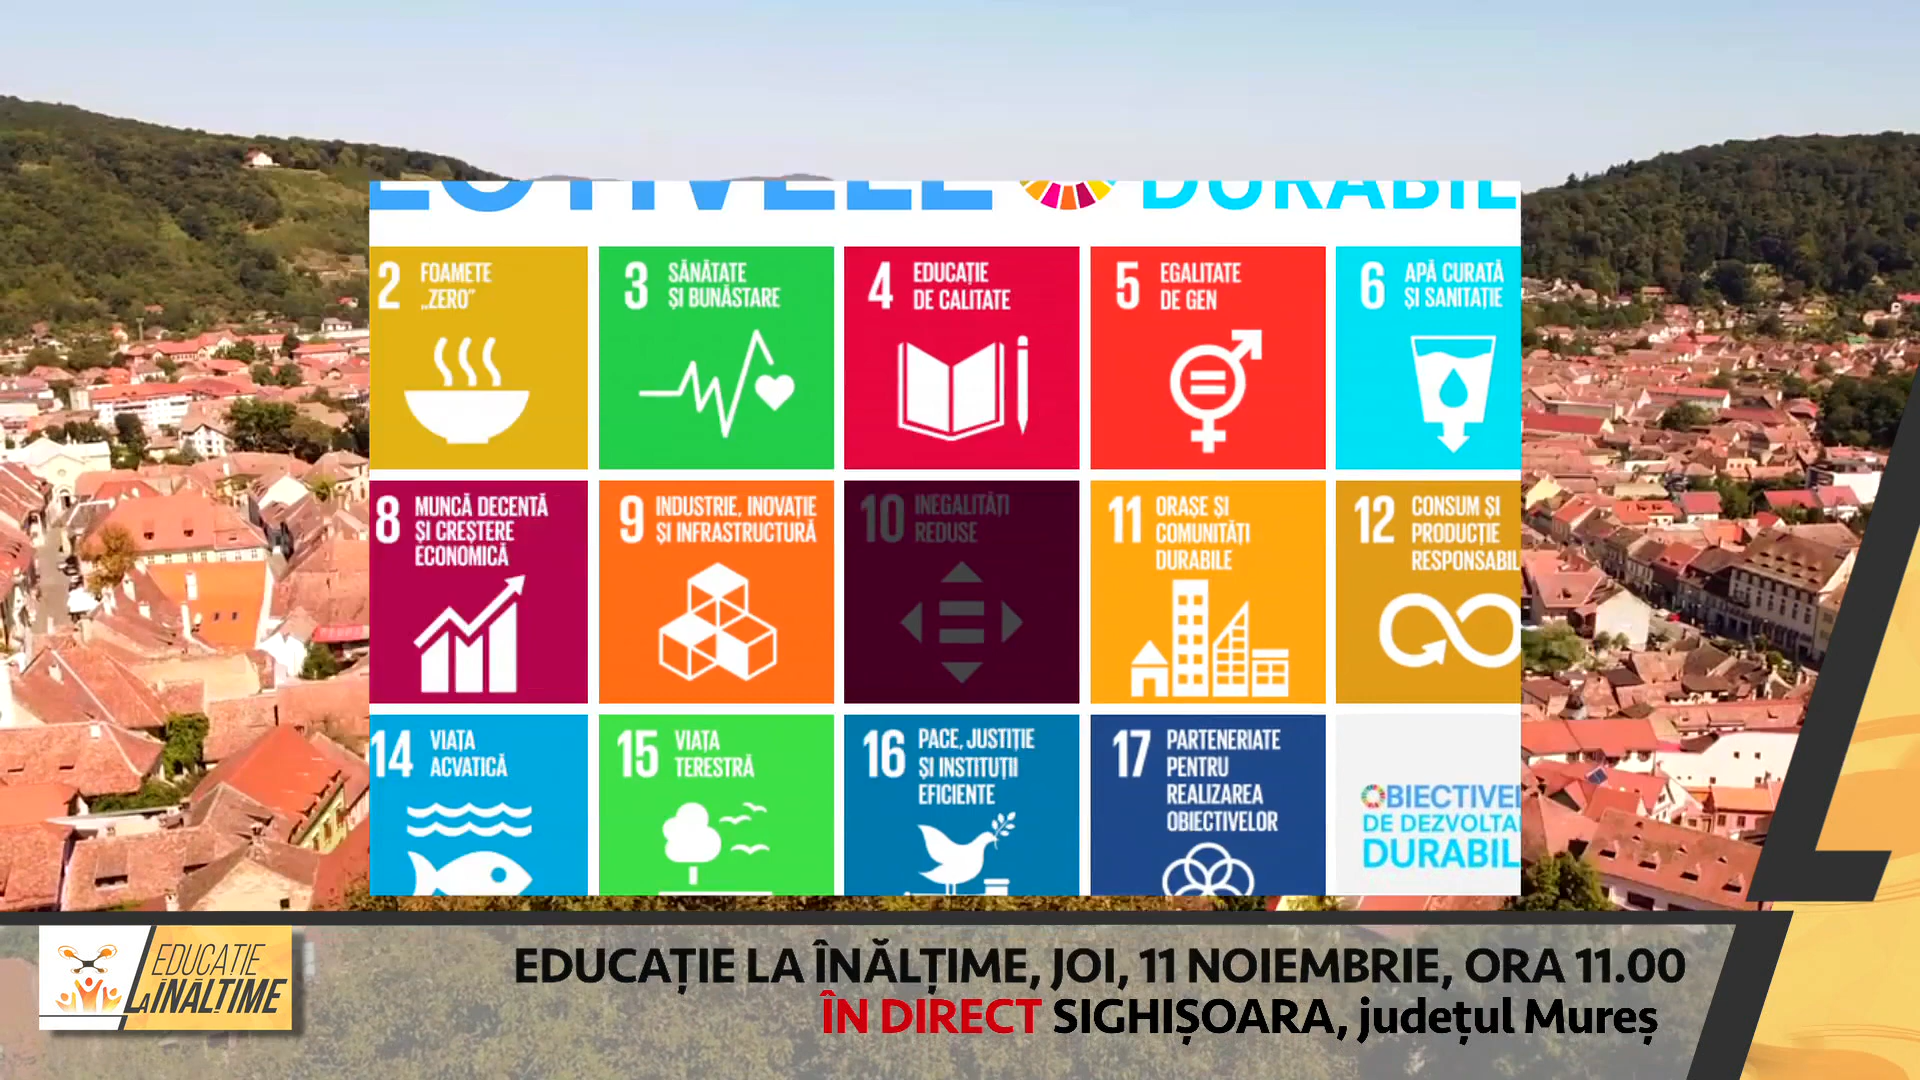 DURABIL
2 FOAMETE
„ZERO”
3 SĂNĂTATE
ȘI BUNĂSTARE
4 EDUCAȚIE
DE CALITATE
5 EGALITATE
DE GEN
6 APĂ CURATĂ
ȘI SANITAȚIE
8 MUNCĂ DECENTĂ
ȘI CREȘTERE
ECONOMICĂ
9 INDUSTRIE, INOVAȚIE
ȘI INFRASTRUCTURĂ
10 INEGALITĂȚI
REDUSE
11 ORAȘE ȘI
COMUNITĂȚI
DURABILE
12 CONSUM ȘI
PRODUCȚIE
RESPONSABIL
14 VIAȚA
ACVATICĂ
15 VIAȚA
TERESTRĂ
16 PACE, JUSTIȚIE
ȘI INSTITUȚII
EFICIENTE
17 PARTENERIATE
PENTRU
REALIZAREA
OBIECTIVELOR
OBIECTIVEL
DE DEZVOLTA
DURABIL
EDUCAȚIE
LA ÎNĂLȚIME
EDUCAȚIE LA ÎNĂLȚIME, JOI, 11 NOIEMBRIE, ORA 11.00
ÎN DIRECT SIGHIȘOARA, județul Mureș